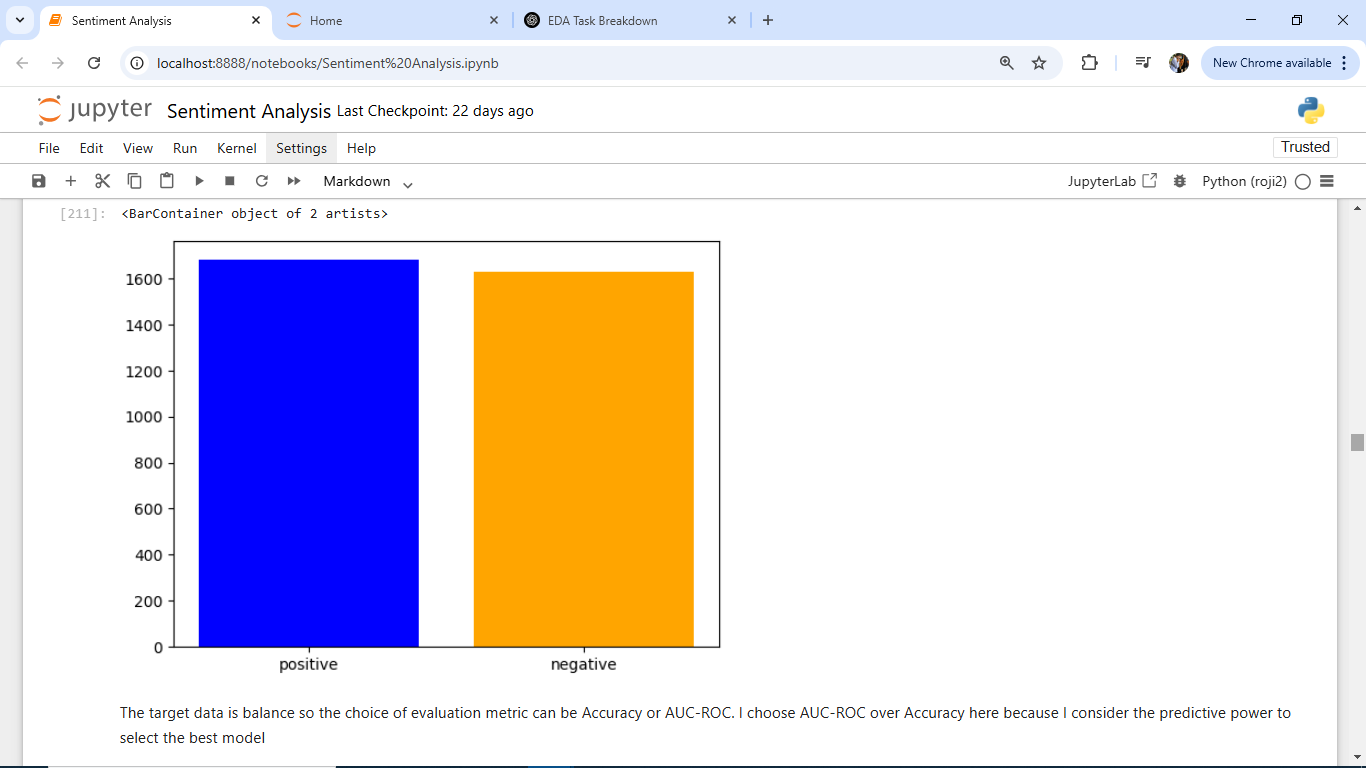 Sentiment Analysis
Home
EDA Task Breakdown
localhost:8888/notebooks/Sentiment%20Analysis.ipynb
New Chrome available
jupyter Sentiment Analysis Last Checkpoint: 22 days ago
File Edit View Run Kernel Settings Help
Trusted
Markdown
JupyterLab
Python (roji2)
[211]: <BarContainer object of 2 artists>
1600
1400
1200
1000
800
600
400
200
0
positive negative
The target data is balance so the choice of evaluation metric can be Accuracy or AUC-ROC. I choose AUC-ROC over Accuracy here because I consider the predictive power to
select the best model